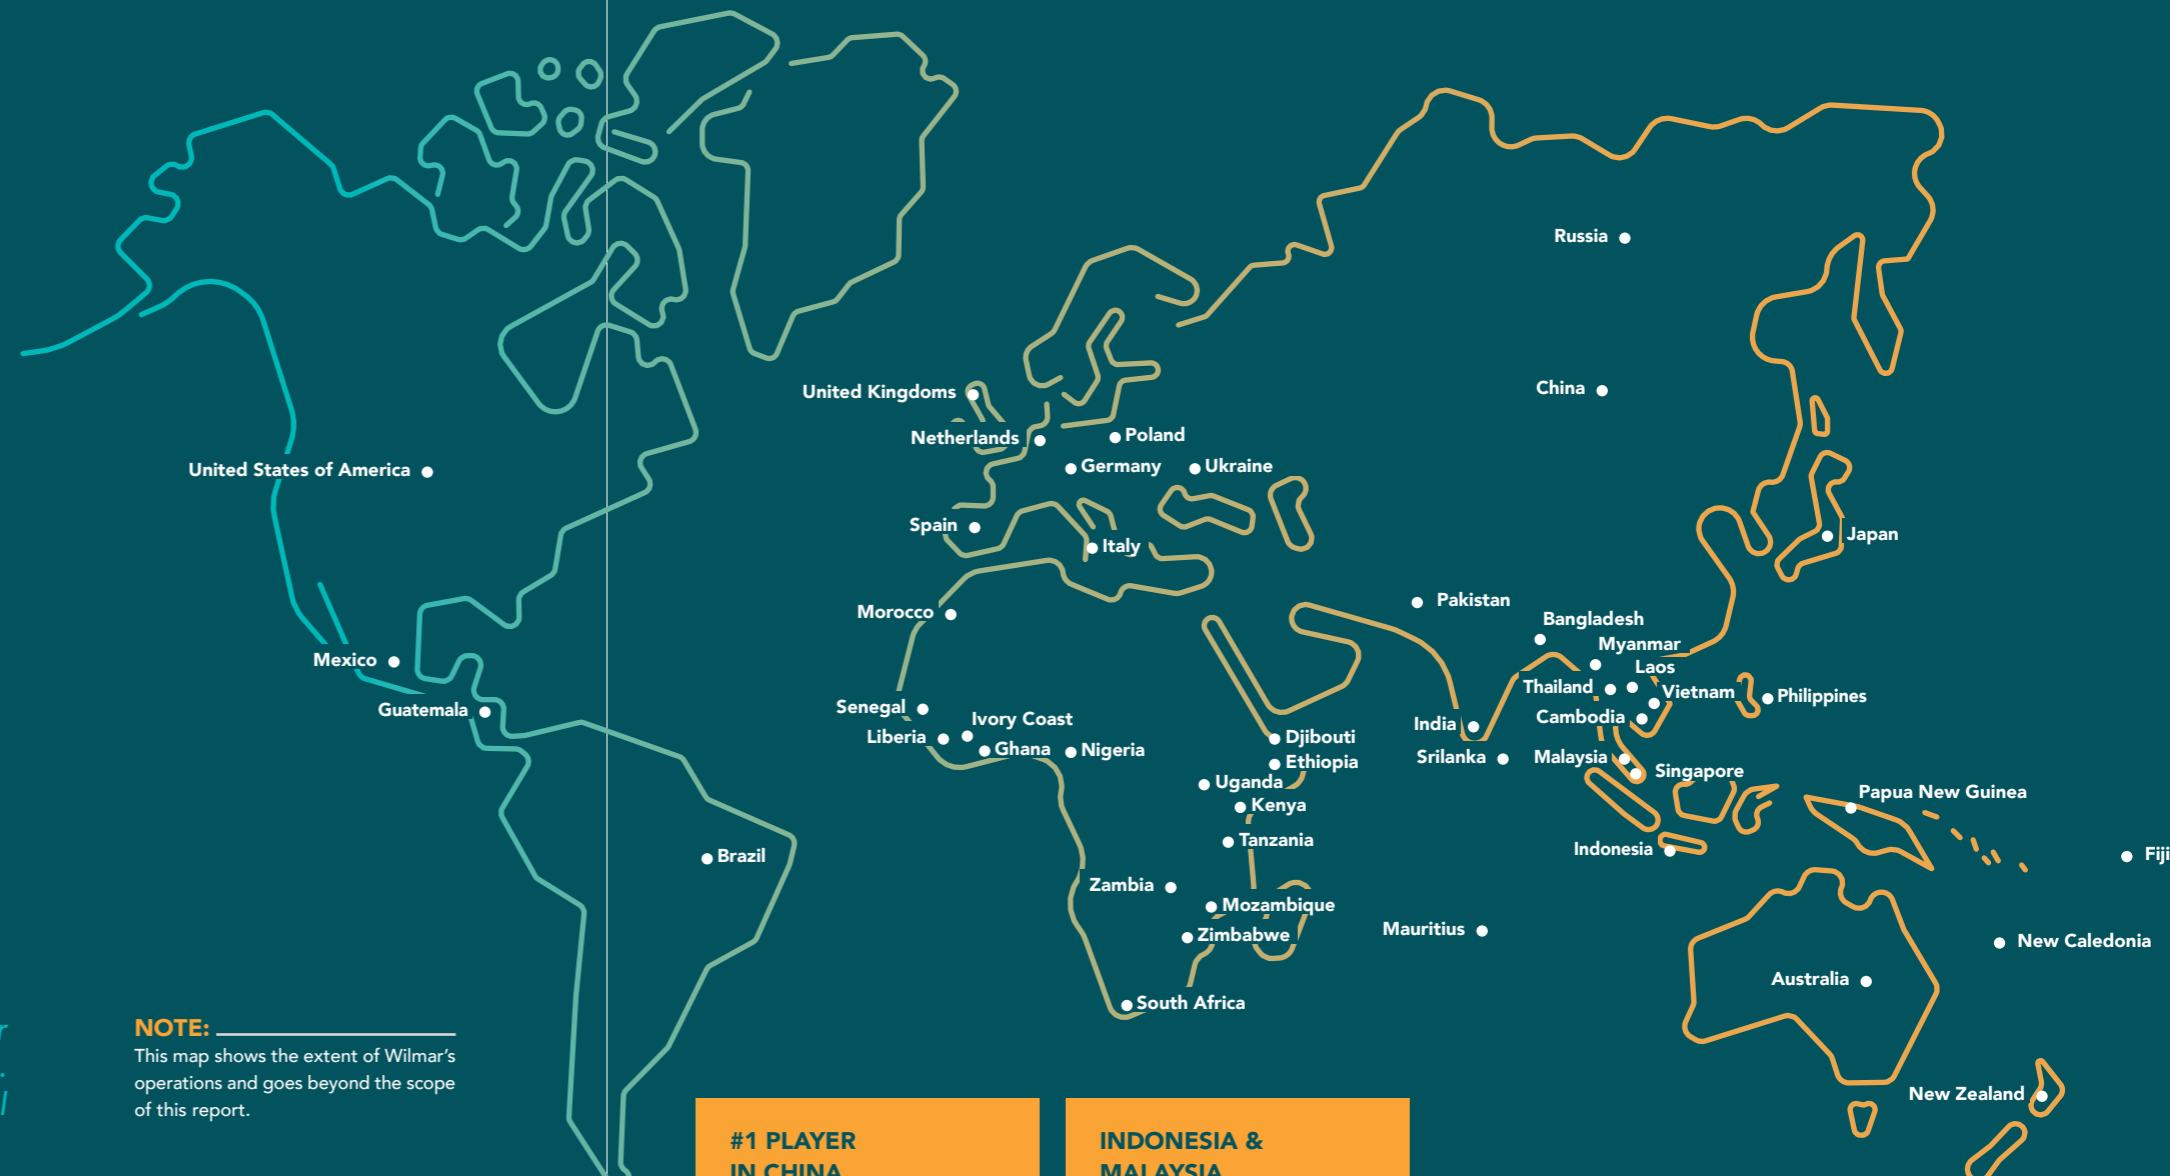 Russia
China
United Kingdoms
Netherlands
Poland
Germany
Ukraine
United States of America
Spain
Italy
Japan
Morocco
Pakistan
Bangladesh
Myanmar
Laos
Mexico
Thailand
Vietnam
Philippines
Guatemala
Senegal
Ivory Coast
Cambodia
India
Liberia
Ghana
Nigeria
Djibouti
Ethiopia
Srilanka
Malaysia
Singapore
Uganda
Kenya
Papua New Guinea
Tanzania
Indonesia
Brazil
Fiji
Zambia
Mozambique
Zimbabwe
Mauritius
New Caledonia
Australia
South Africa
New Zealand
NOTE:
This map shows the extent of Wilmar's
operations and goes beyond the scope
of this report.
#1 PLAYER
IN CHINA
INDONESIA &
MALAYSIA